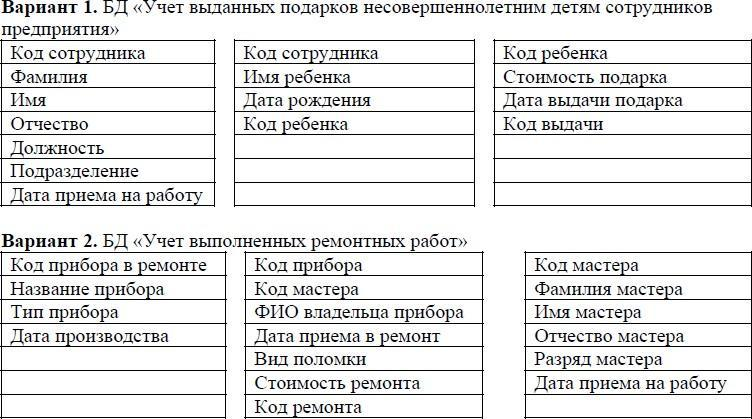 Вариант 1. БД «Учет выданных подарков несовершеннолетним детям сотрудников
предприятия»
Код сотрудника
Фамилия
Имя
Отчество
Должность
Подразделение
Дата приема на работу
Код сотрудника
Имя ребенка
Дата рождения
Код ребенка
Код ребенка
Стоимость подарка
Дата выдачи подарка
Код выдачи
Вариант 2. БД «Учет выполненных ремонтных работ»
Код прибора в ремонте
Название прибора
Тип прибора
Дата производства
Код прибора
Код мастера
ФИО владельца прибора
Дата приема в ремонт
Вид поломки
Стоимость ремонта
Код ремонта
Код мастера
Фамилия мастера
Имя мастера
Отчество мастера
Разряд мастера
Дата приема на работу